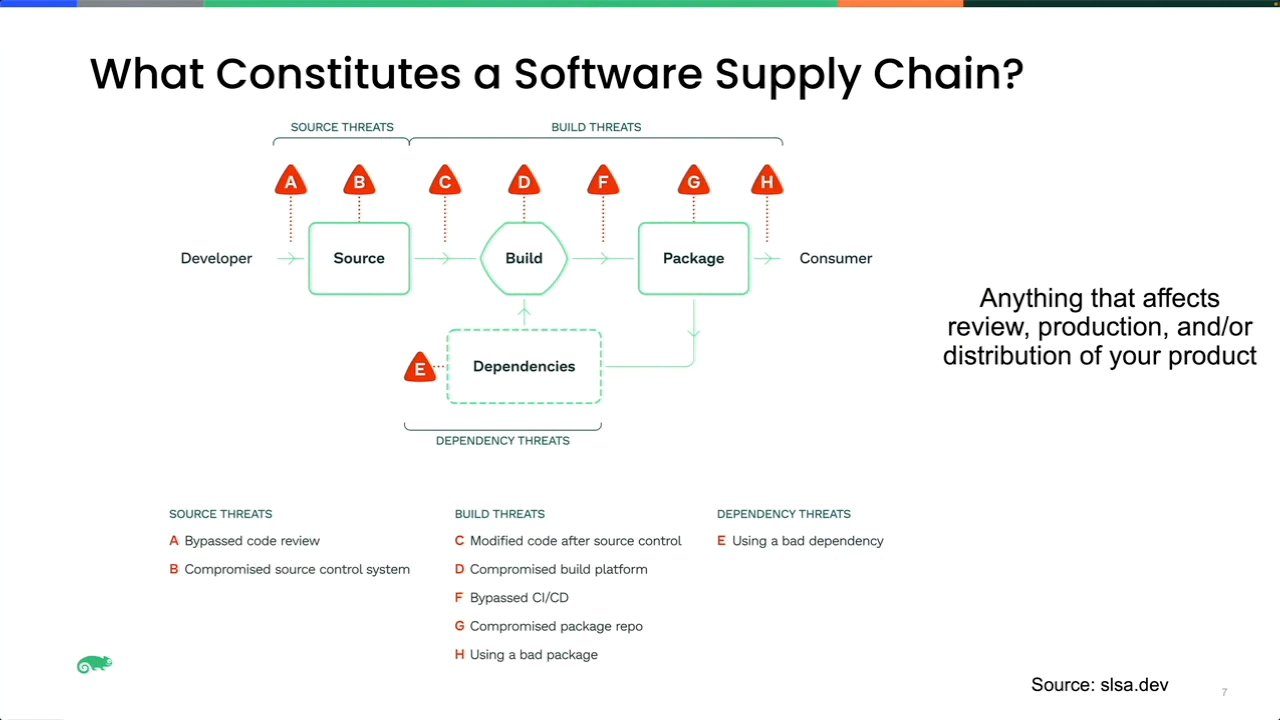 What Constitutes a Software Supply Chain?
SOURCE THREATS
BUILD THREATS
A
B
C
D
F
G
H
Developer
Source
Build
Package
Consumer
Anything that affects
review, production, and/or
distribution of your product
E
Dependencies
DEPENDENCY THREATS
SOURCE THREATS
A Bypassed code review
B Compromised source control system
BUILD THREATS
C Modified code after source control
D Compromised build platform
F Bypassed CI/CD
G Compromised package repo
H Using a bad package
DEPENDENCY THREATS
E Using a bad dependency
Source: slsa.dev
7